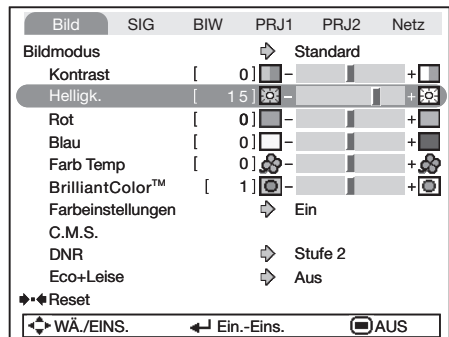 Bild SIG BIW PRJ1 PRJ2 Netz
Bildmodus Standard
Kontrast [ 0] - +
Helligk. [ 15] - +
Rot [ 0] - +
Blau [ 0] - +
Farb Temp [ 0] - +
BrilliantColor™ [ 1] - +
Farbeinstellungen Ein
C.M.S.
DNR Stufe 2
Eco+Leise Aus
Reset
WÄ./EINS. Ein.-Eins. AUS